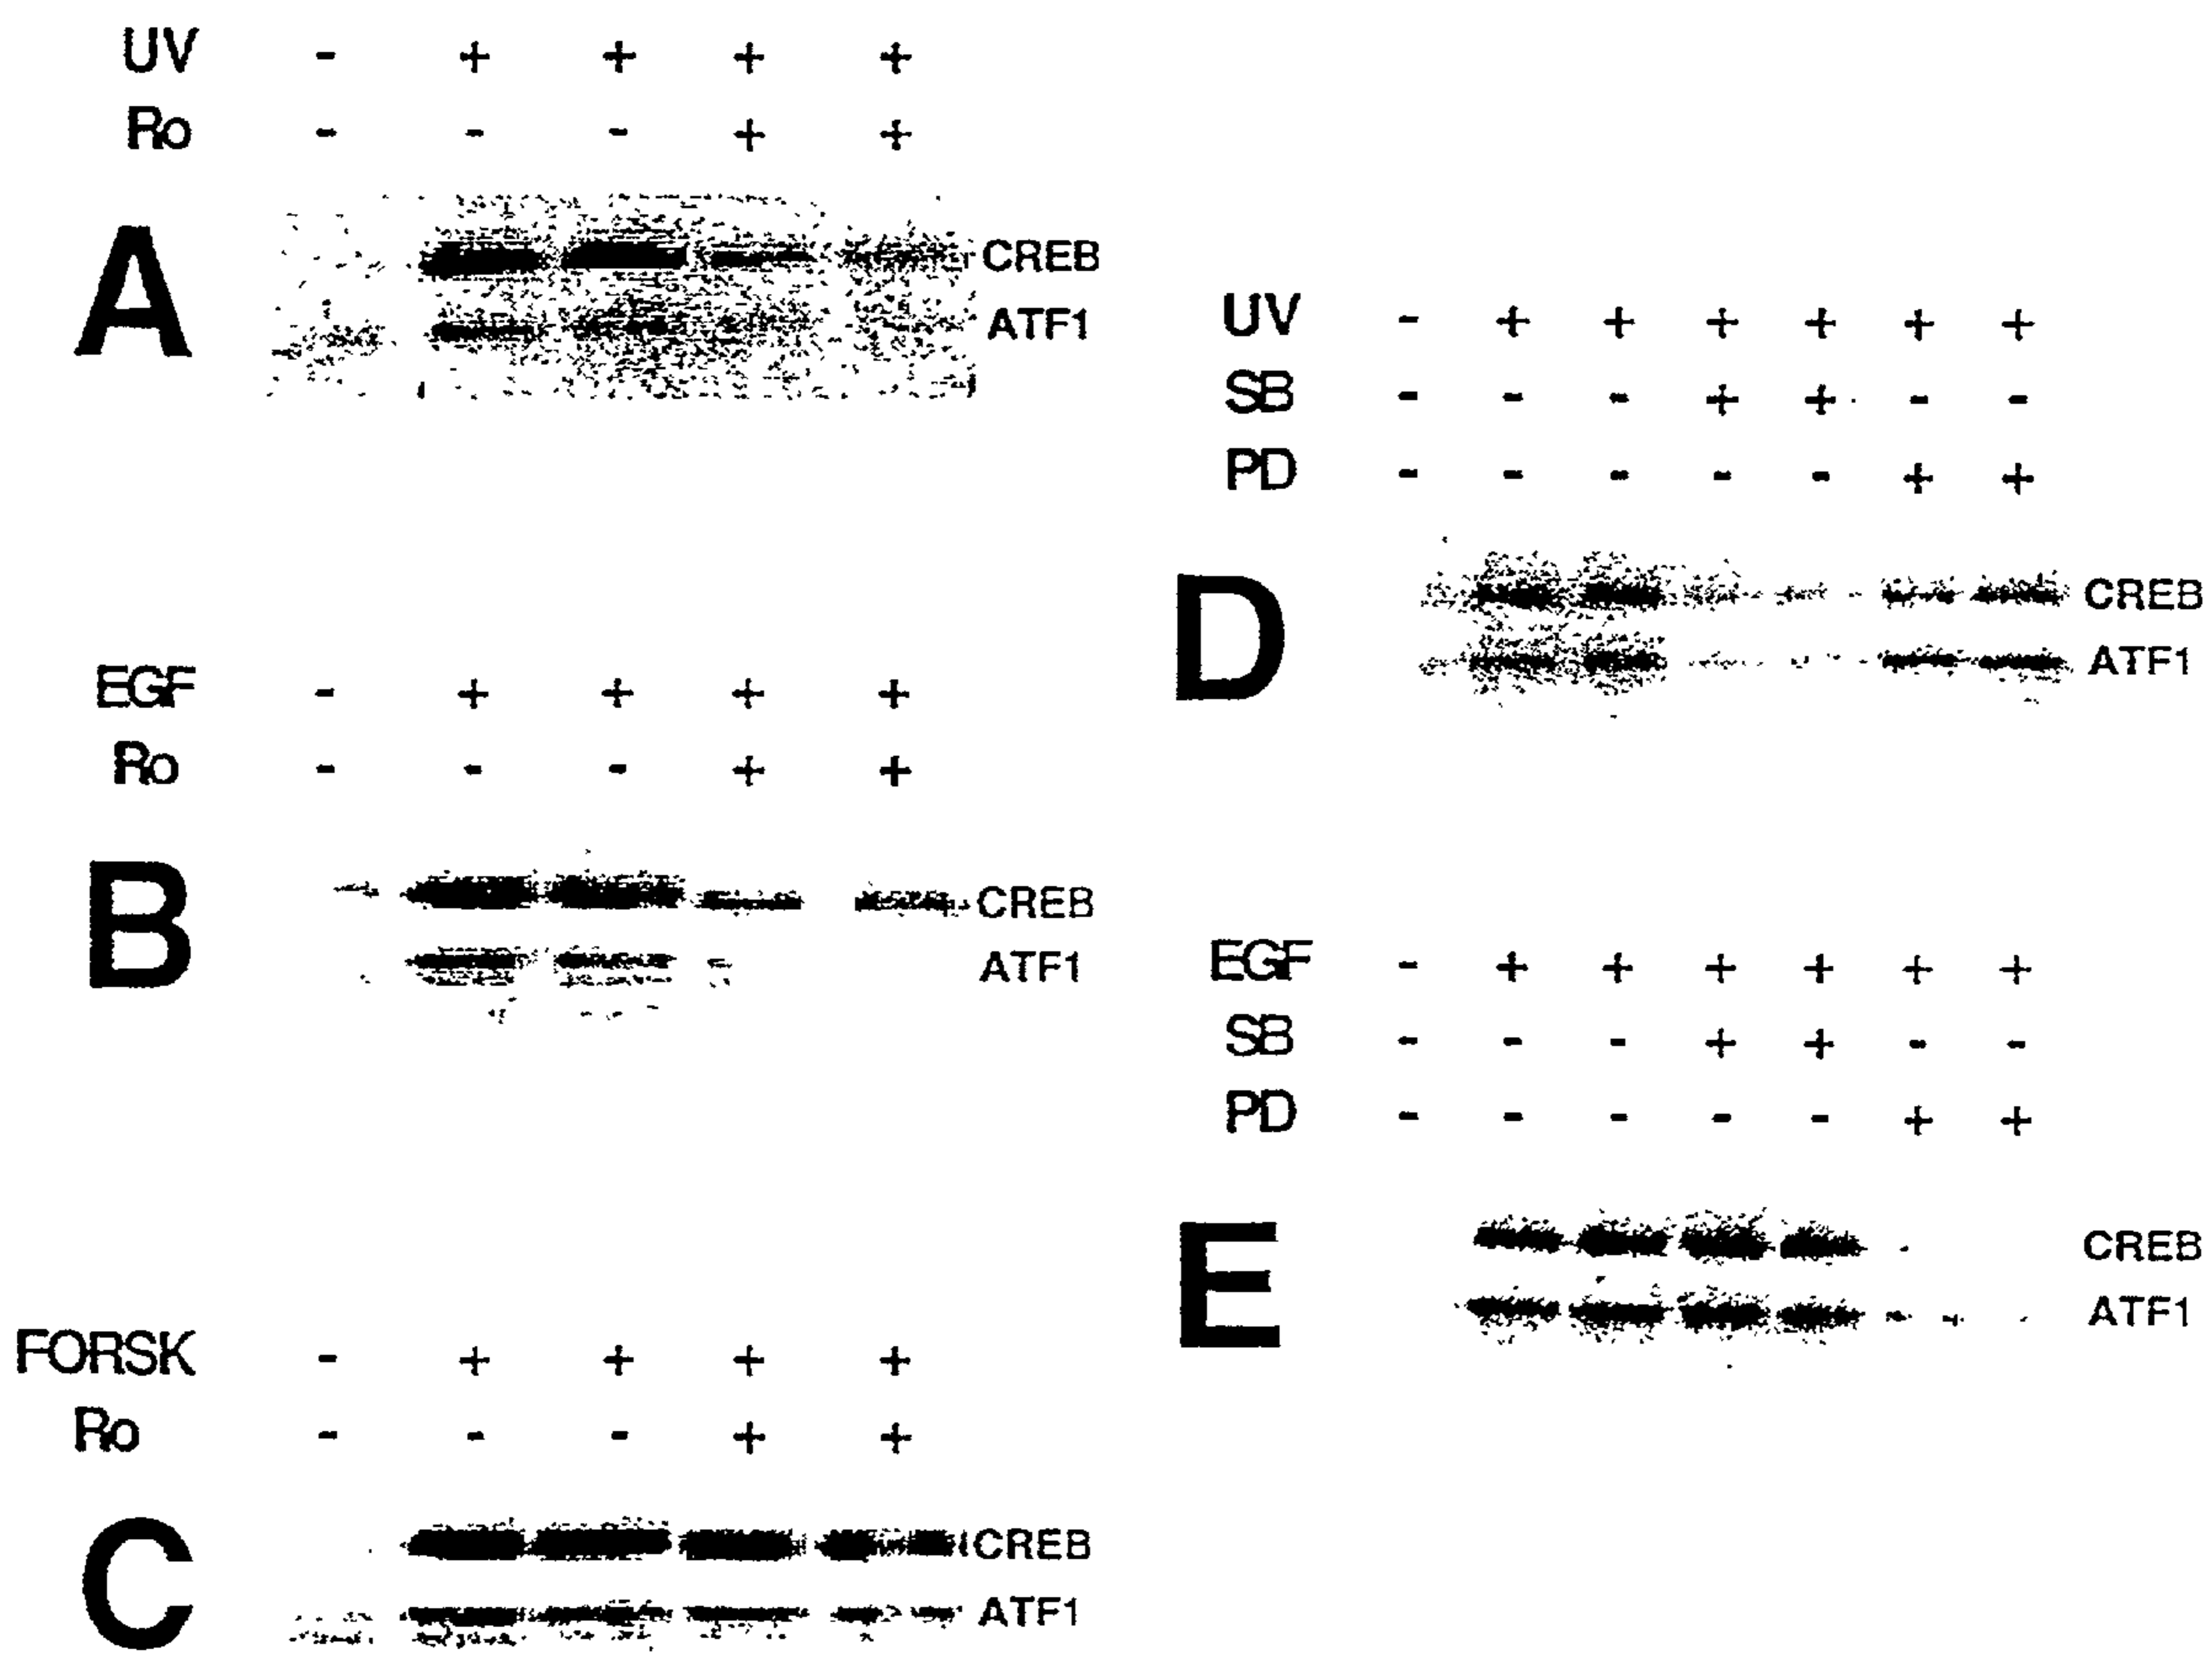 UV - + + + +
Ro - - - + +
A
CREB
ATF1
EGF - + + + +
Ro - - - + +
B
CREB
ATF1
FORSK - + + + +
Ro - - - + +
C
CREB
ATF1
UV - + + + + + +
SB - - - + + - -
PD - - - - - + +
D
CREB
ATF1
EGF - + + + + + +
SB - - - + + - -
PD - - - - - + +
E
CREB
ATF1